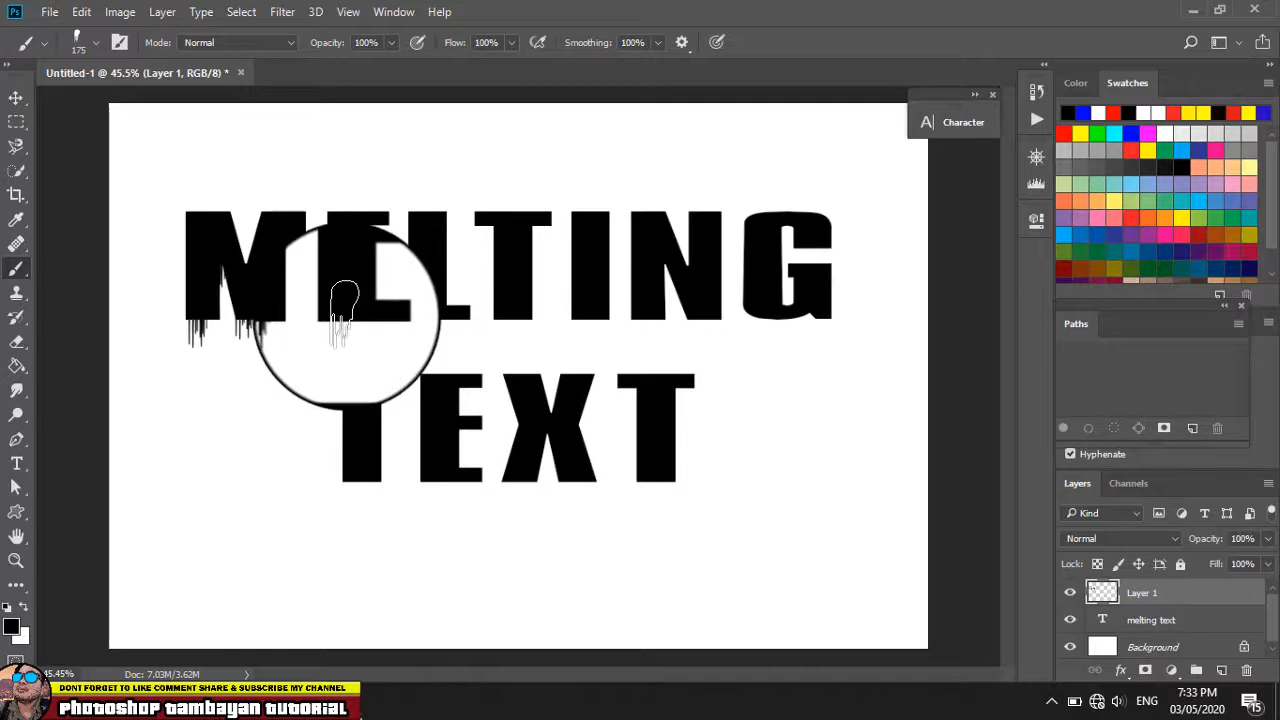 Ps File Edit Image Layer Type Select Filter 3D View Window Help
175 Mode: Normal Opacity: 100% Flow: 100% Smoothing: 100%
Untitled-1 @ 45.5% (Layer 1, RGB/8) *
Color Swatches
A Character
MELTING
TEXT
Paths
Hyphenate
Layers Channels
Kind
Normal Opacity: 100%
Lock: Fill: 100%
Layer 1
T melting text
Background
fx
45.45% Doc: 7.03M/3.62M
DONT FORGET TO LIKE COMMENT SHARE & SUBSCRIBE MY CHANNEL
PHOTOSHOP TAMBAYAN TUTORIAL
ENG 7:33 PM
03/05/2020 15